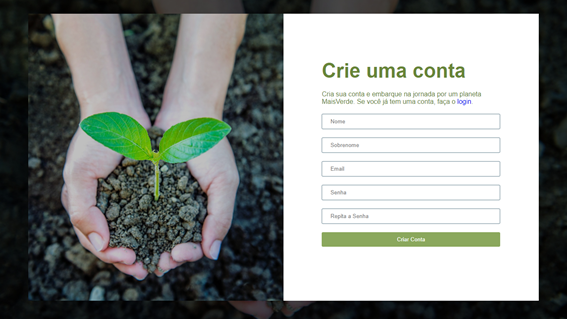 Crie uma conta
Cria sua conta e embarque na jornada por um planeta
MaisVerde. Se você já tem uma conta, faça o login.
Nome
Sobrenome
Email
Senha
Repita a Senha
Criar Conta